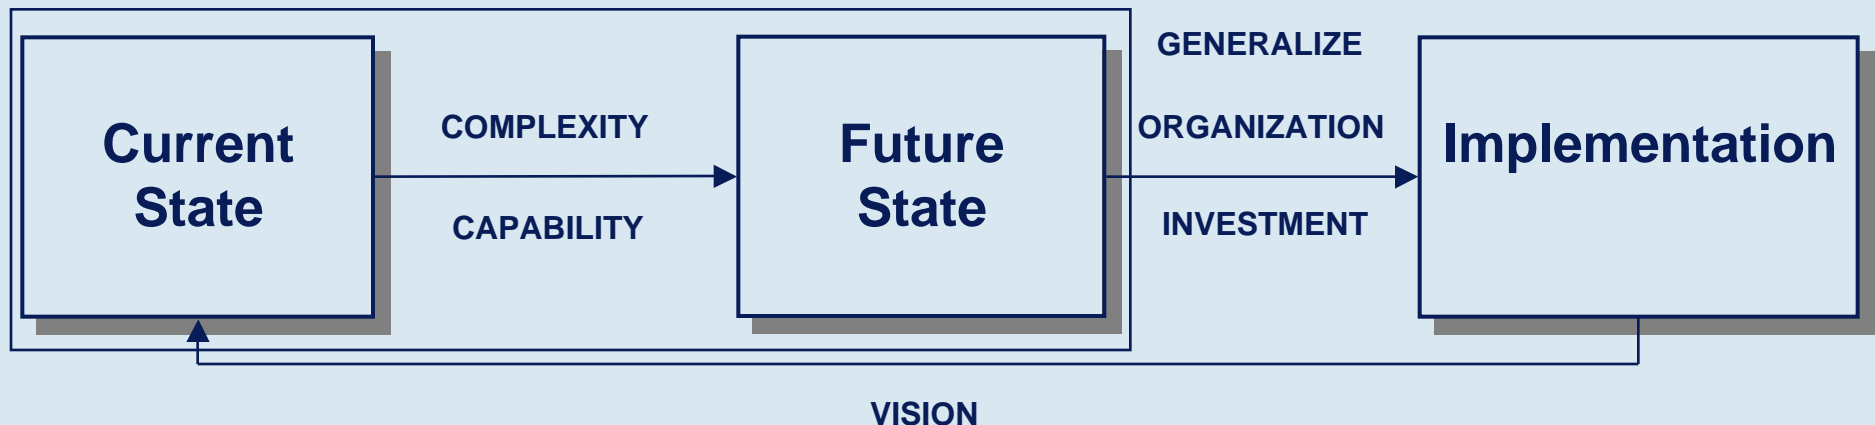 Current
State
COMPLEXITY
CAPABILITY
Future
State
GENERALIZE
ORGANIZATION
INVESTMENT
Implementation
VISION